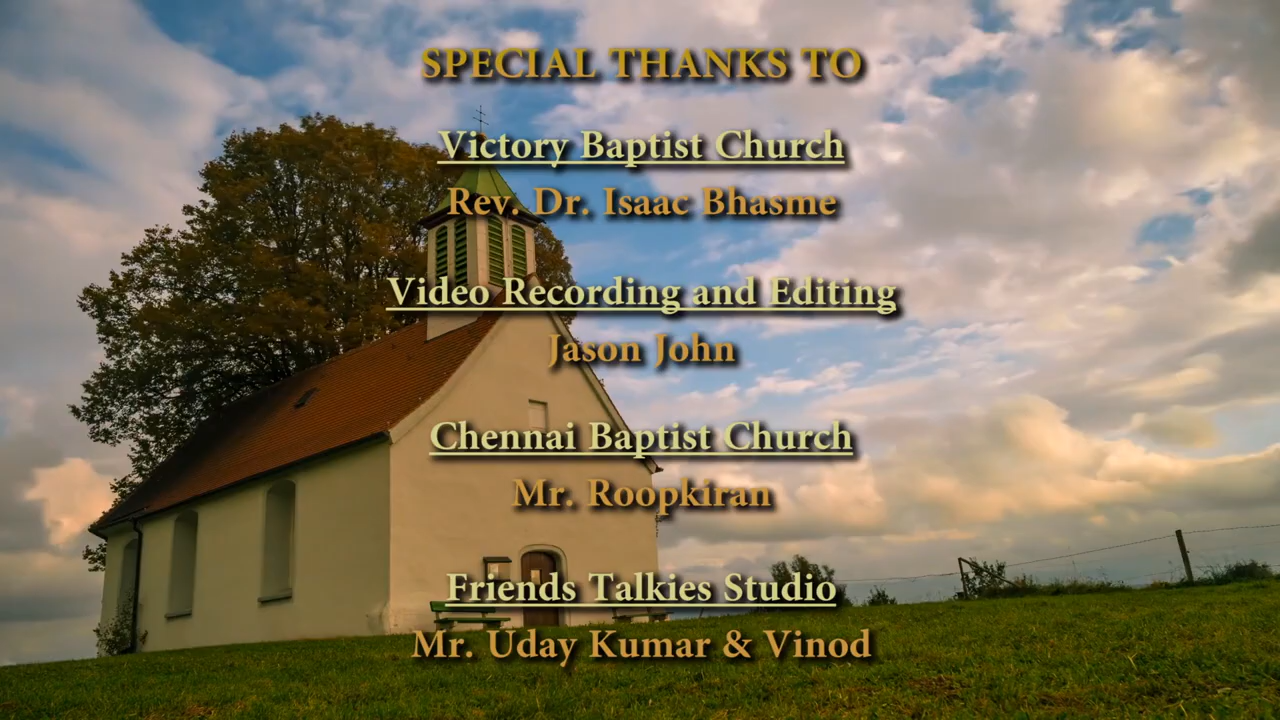 SPECIAL THANKS TO
Victory Baptist Church
Rev. Dr. Isaac Bhasme
Video Recording and Editing
Jason John
Chennai Baptist Church
Mr. Roopkiran
Friends Talkies Studio
Mr. Uday Kumar & Vinod